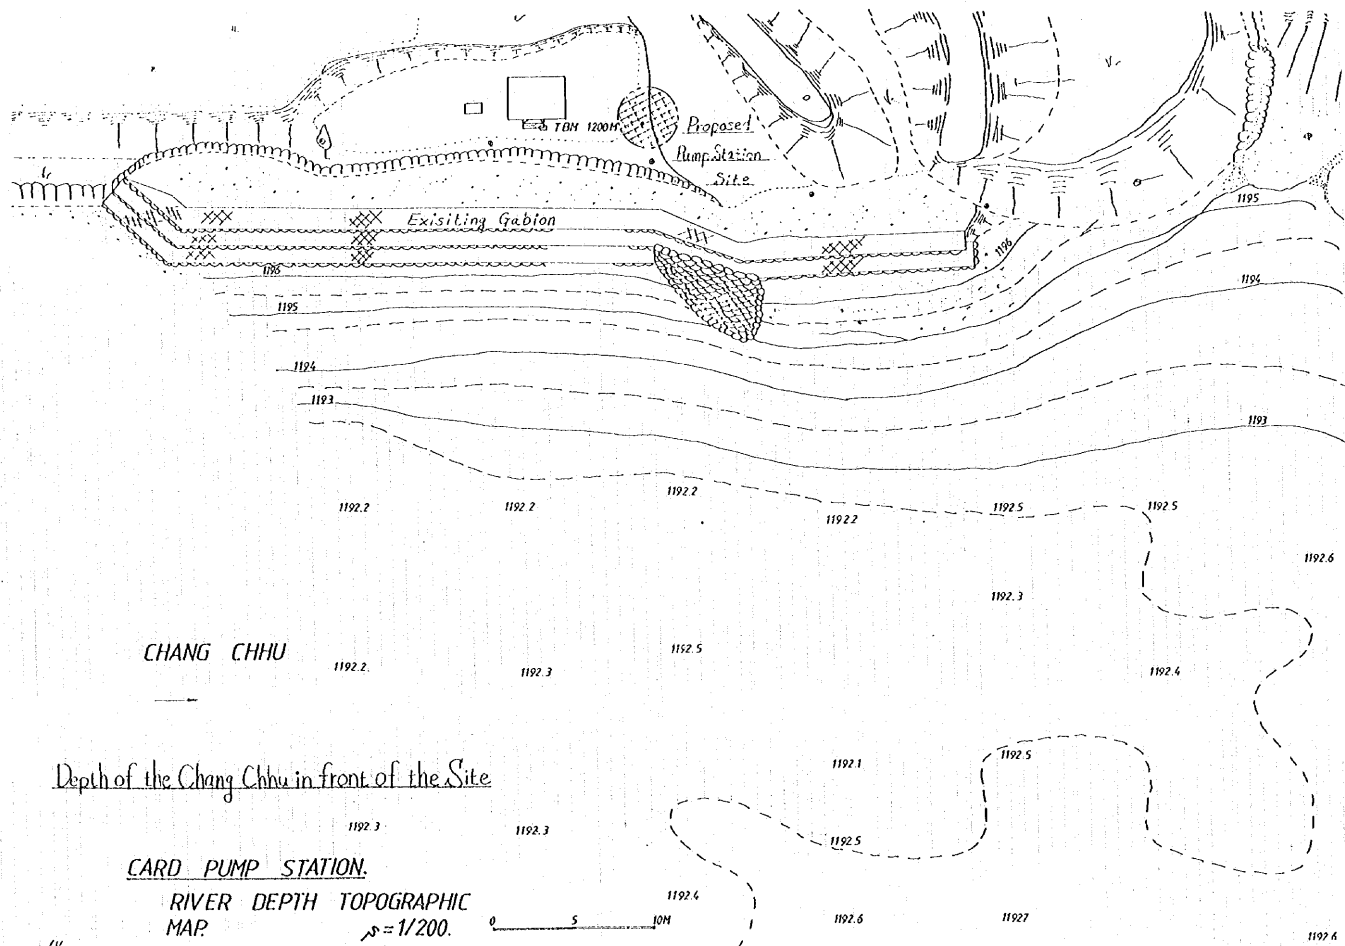 TBM 1200M
Proposed
Pump Station
Site
Exisiting Gabion
1195
1196
1196
1194
1195
1194
1193
1193
1192.2
1192.2
1192.2
1192.2
1192.5
1192.5
1192.6
1192.3
CHANG CHHU
1192.2
1192.3
1192.5
1192.4
1192.1
1192.5
Depth of the Chang Chhu in front of the Site
1192.3
1192.3
1192.5
CARD PUMP STATION.
RIVER DEPTH TOPOGRAPHIC
MAP.
S=1/200.
0 5 10M
1192.4
1192.6
11927
1192.6